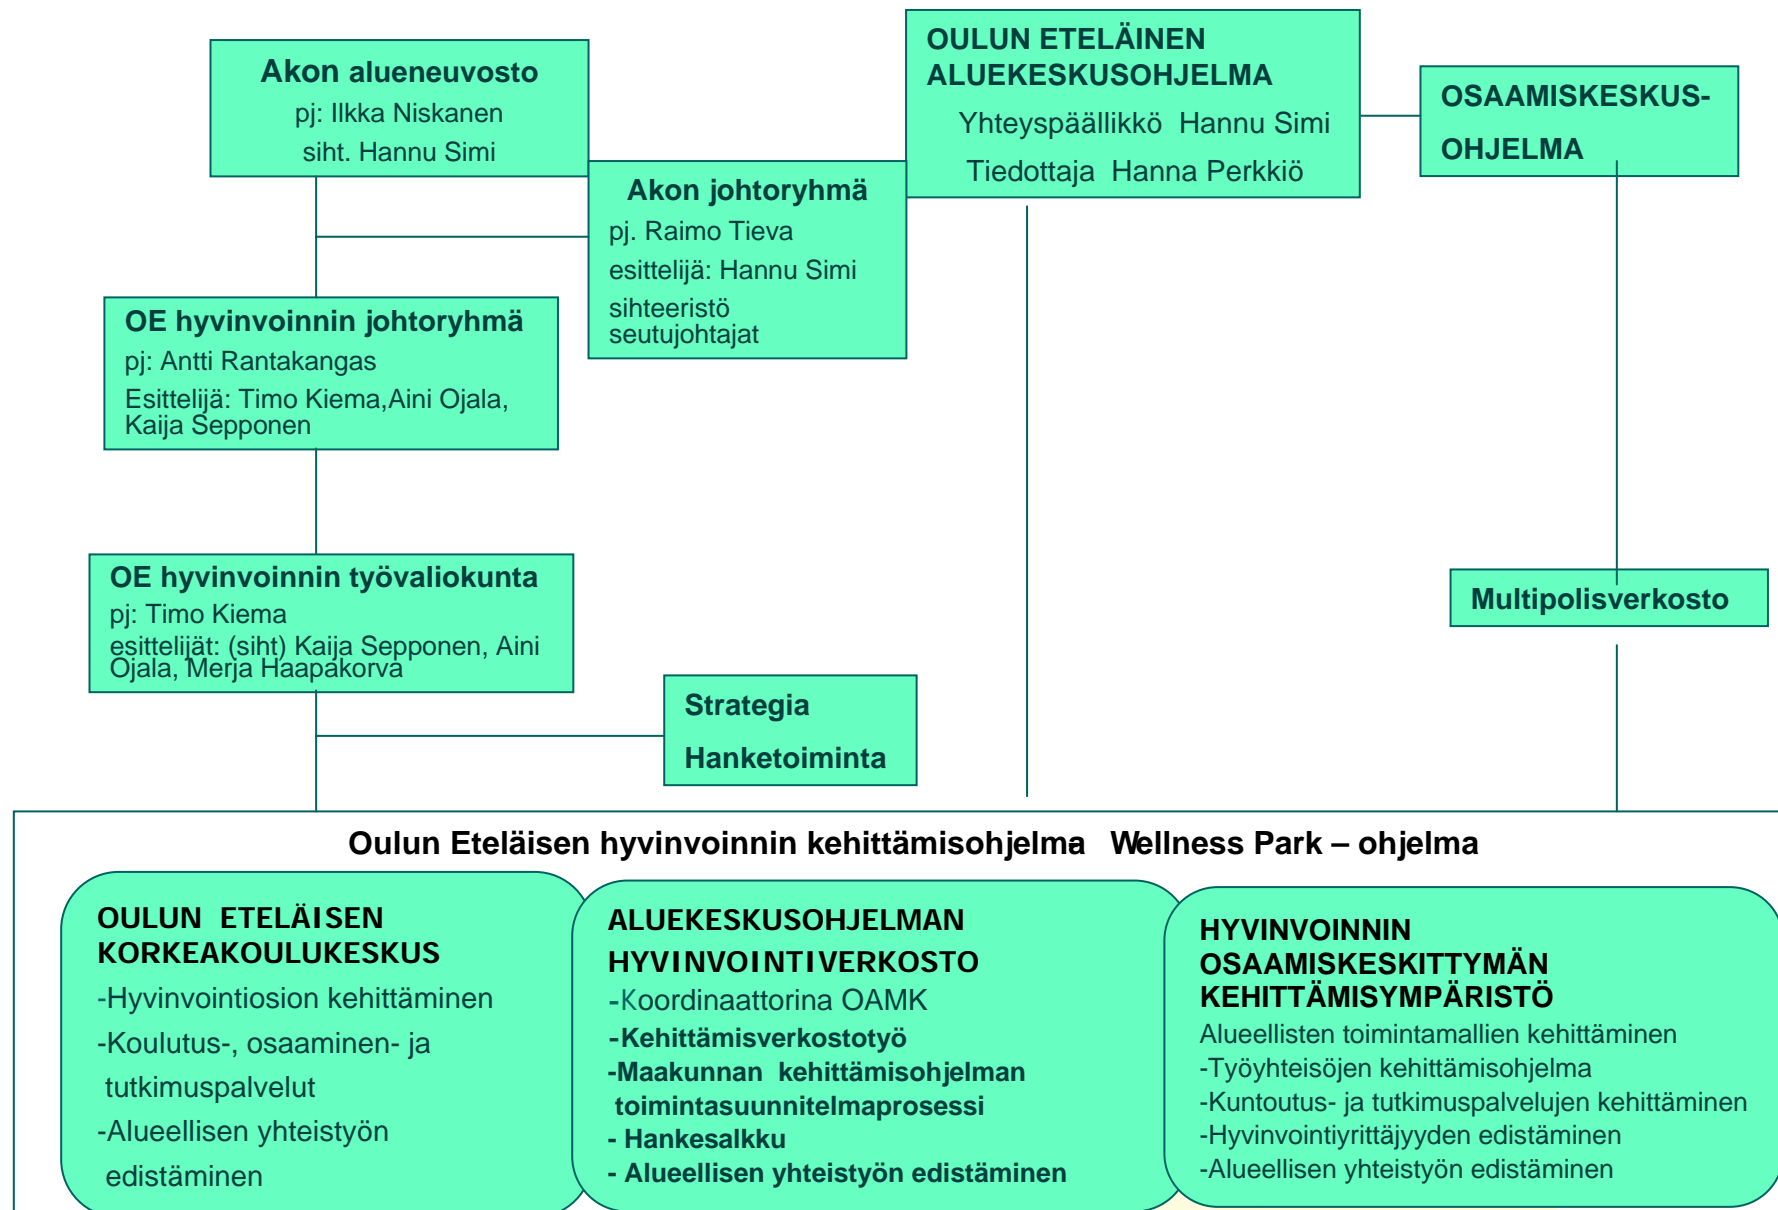 Akon alueneuvosto
pj: Ilkka Niskanen
siht. Hannu Simi
OULUN ETELÄINEN
ALUEKESKUSOHJELMA
Yhteyspäällikkö Hannu Simi
Tiedottaja Hanna Perkkiö
OSAAMISKESKUS-
OHJELMA
Akon johtoryhmä
pj. Raimo Tieva
esittelijä: Hannu Simi
sihteeristö
seutujohtajat
OE hyvinvoinnin johtoryhmä
pj: Antti Rantakangas
Esittelijä: Timo Kiema,Aini Ojala,
Kaija Sepponen
OE hyvinvoinnin työvaliokunta
pj: Timo Kiema
esittelijät: (siht) Kaija Sepponen, Aini
Ojala, Merja Haapakorva
Multipolisverkosto
Strategia
Hanketoiminta
Oulun Eteläisen hyvinvoinnin kehittämisohjelma Wellness Park – ohjelma
OULUN ETELÄISEN
KORKEAKOULUKESKUS
-Hyvinvointiosion kehittäminen
-Koulutus-, osaaminen- ja
tutkimuspalvelut
-Alueellisen yhteistyön
edistäminen
ALUEKESKUSOHJELMAN
HYVINVOINTIVERKOSTO
-Koordinaattorina OAMK
-Kehittämisverkostotyö
-Maakunnan kehittämisohjelman
toimintasuunnitelmaprosessi
- Hankesalkku
- Alueellisen yhteistyön edistäminen
HYVINVOINNIN
OSAAMISKESKITTYMÄN
KEHITTÄMISYMPÄRISTÖ
Alueellisten toimintamallien kehittäminen
-Työyhteisöjen kehittämisohjelma
-Kuntoutus- ja tutkimuspalvelujen kehittäminen
-Hyvinvointiyrittäjyyden edistäminen
-Alueellisen yhteistyön edistäminen